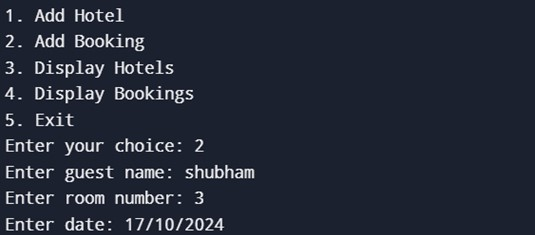 1. Add Hotel
2. Add Booking
3. Display Hotels
4. Display Bookings
5. Exit
Enter your choice: 2
Enter guest name: shubham
Enter room number: 3
Enter date: 17/10/2024